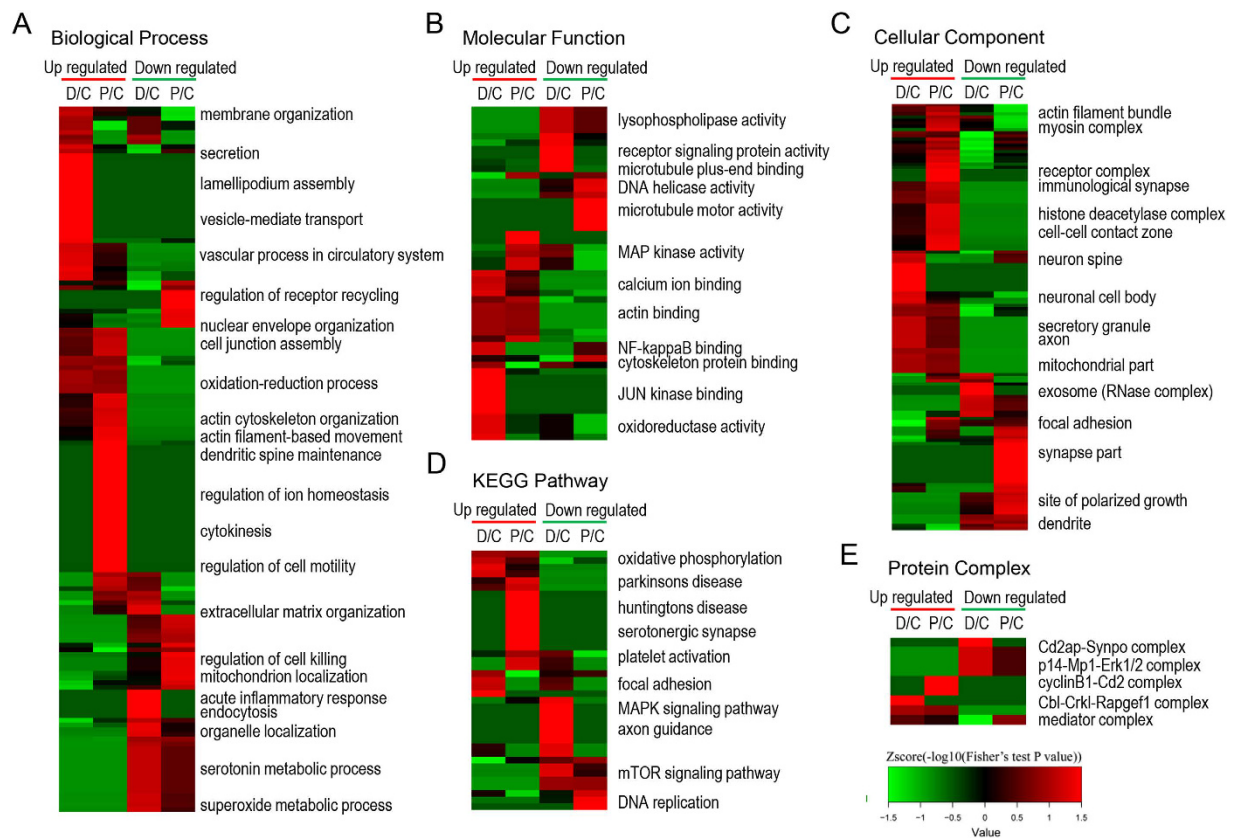 A
Biological Process
Up regulated Down regulated
D/C P/C D/C P/C
membrane organization
secretion
lamellipodium assembly
vesicle-mediate transport
vascular process in circulatory system
regulation of receptor recycling
nuclear envelope organization
cell junction assembly
oxidation-reduction process
actin cytoskeleton organization
actin filament-based movement
dendritic spine maintenance
regulation of ion homeostasis
cytokinesis
regulation of cell motility
extracellular matrix organization
regulation of cell killing
mitochondrion localization
acute inflammatory response
endocytosis
organelle localization
serotonin metabolic process
superoxide metabolic process
B
Molecular Function
Up regulated Down regulated
D/C P/C D/C P/C
lysophospholipase activity
receptor signaling protein activity
microtubule plus-end binding
DNA helicase activity
microtubule motor activity
MAP kinase activity
calcium ion binding
actin binding
NF-kappaB binding
cytoskeleton protein binding
JUN kinase binding
oxidoreductase activity
C
Cellular Component
Up regulated Down regulated
D/C P/C D/C P/C
actin filament bundle
myosin complex
receptor complex
immunological synapse
histone deacetylase complex
cell-cell contact zone
neuron spine
neuronal cell body
secretory granule
axon
mitochondrial part
exosome (RNase complex)
focal adhesion
synapse part
site of polarized growth
dendrite
D
KEGG Pathway
Up regulated Down regulated
D/C P/C D/C P/C
oxidative phosphorylation
parkinsons disease
huntingtons disease
serotonergic synapse
platelet activation
focal adhesion
MAPK signaling pathway
axon guidance
mTOR signaling pathway
DNA replication
E
Protein Complex
Up regulated Down regulated
D/C P/C D/C P/C
Cd2ap-Synpo complex
p14-Mp1-Erk1/2 complex
cyclinB1-Cd2 complex
Cbl-Crkl-Rapgef1 complex
mediator complex
Zscore(-log10(Fisher's test P value))
-1.5 -1 -0.5 0 0.5 1 1.5
Value